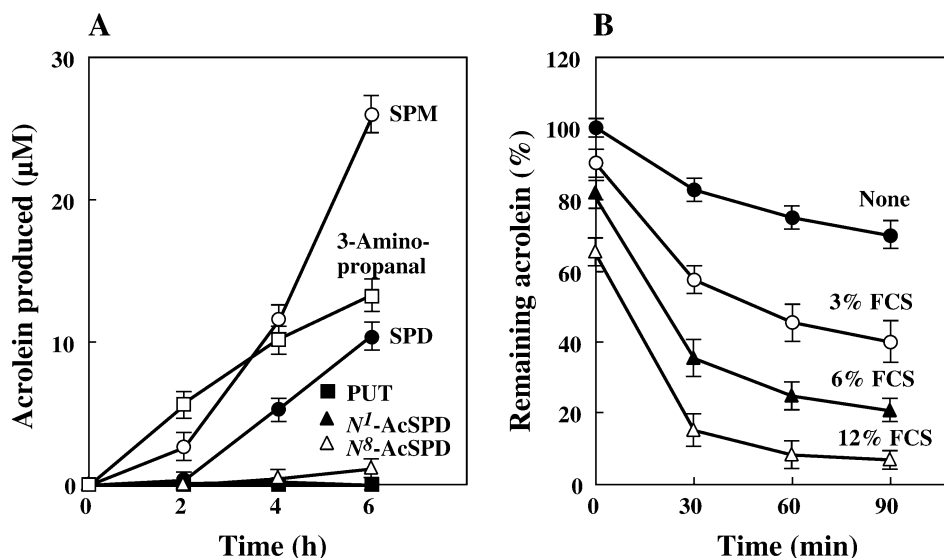 A
Acrolein produced (µM)
30
20
10
0
0
2
4
6
Time (h)
SPM
3-Amino-
propanal
SPD
PUT
N1-AcSPD
N8-AcSPD
B
Remaining acrolein (%)
120
100
80
60
40
20
0
0
30
60
90
Time (min)
None
3% FCS
6% FCS
12% FCS